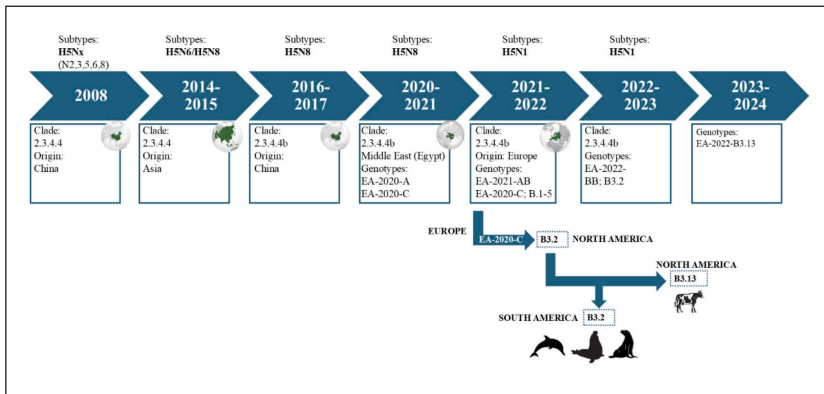 Subtypes:
H5Nx
(N2,3,5,6,8)
Subtypes:
H5N6/H5N8
Subtypes:
H5N8
Subtypes:
H5N8
Subtypes:
H5N1
Subtypes:
H5N1
2008
2014-
2015
2016-
2017
2020-
2021
2021-
2022
2022-
2023
2023-
2024
Clade:
2.3.4.4
Origin:
China
Clade:
2.3.4.4
Origin:
Asia
Clade:
2.3.4.4b
Origin:
China
Clade:
2.3.4.4b
Middle East (Egypt)
Genotypes:
EA-2020-A
EA-2020-C
Clade:
2.3.4.4b
Origin: Europe
Genotypes:
EA-2021-AB
EA-2020-C; B.1-5
Clade:
2.3.4.4b
Genotypes:
EA-2022-
BB; B3.2
Genotypes:
EA-2022-B3.13
EUROPE
EA-2020-C
B3.2
NORTH AMERICA
NORTH AMERICA
B3.13
SOUTH AMERICA
B3.2